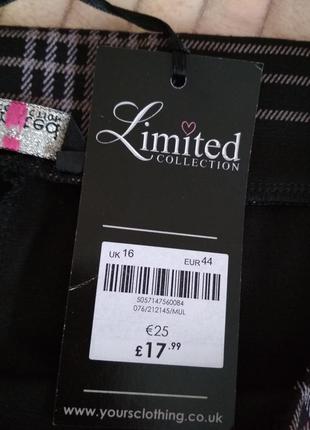 Limited
COLLECTION
UK 16 EUR 44
5057147560084
076/212145/MUL
€25
£17.99
www.yoursclothing.co.uk